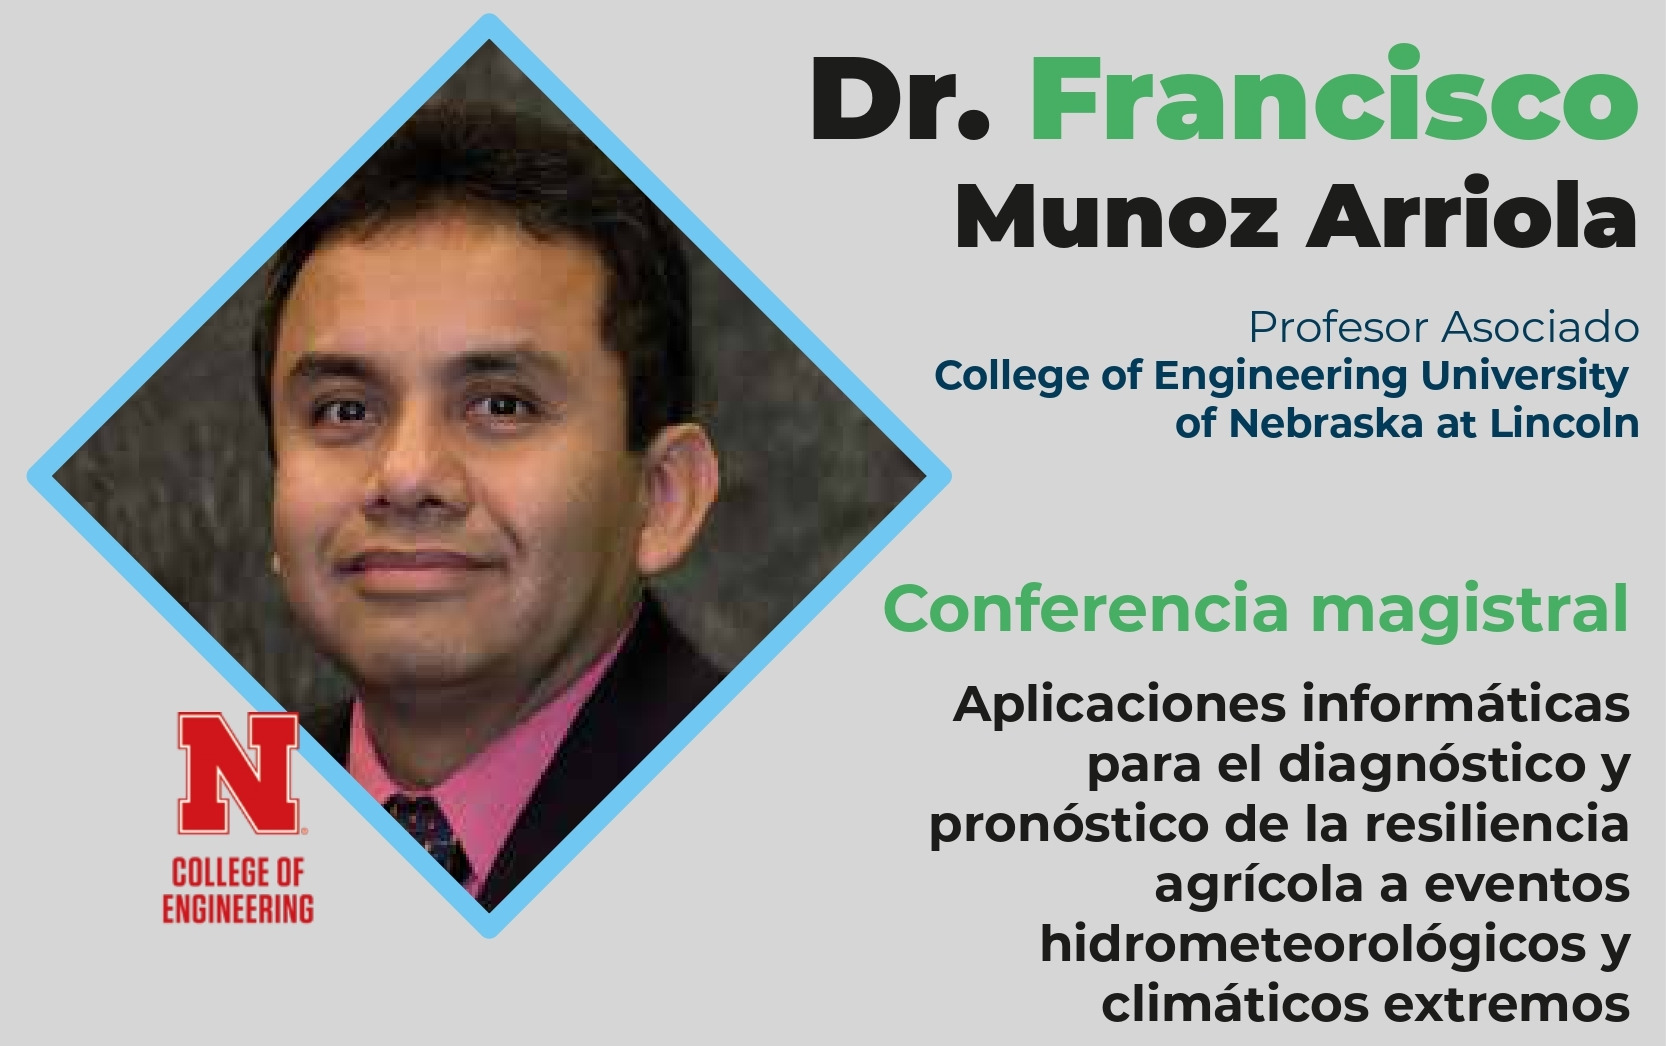 Dr. Francisco
Munoz Arriola
Profesor Asociado
College of Engineering University
of Nebraska at Lincoln
Conferencia magistral
Aplicaciones informáticas
para el diagnóstico y
pronóstico de la resiliencia
agrícola a eventos
hidrometeorológicos y
climáticos extremos
N®
COLLEGE OF
ENGINEERING